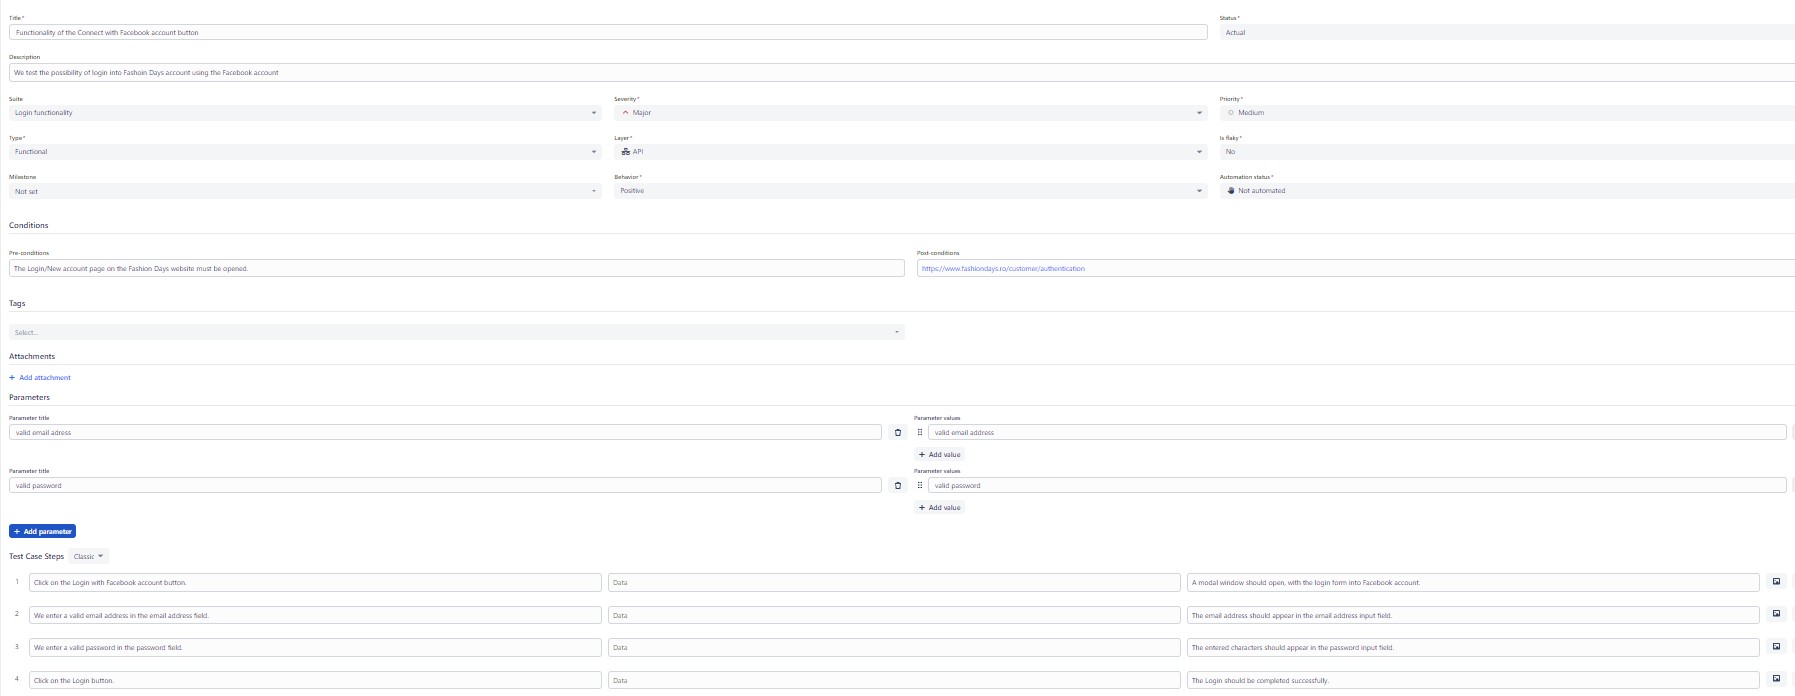 Title*
Status*
Functionality of the Connect with Facebook account button
Actual
Description
We test the possibility of login into Fashoin Days account using the Facebook account
Suite
Severity*
Priority*
Login functionality
Major
Medium
Type*
Layer*
Is flaky*
Functional
API
No
Milestone
Behavior*
Automation status*
Not set
Positive
Not automated
Conditions
Pre-conditions
Post-conditions
The Login/New account page on the Fashion Days website must be opened.
https://www.fashiondays.ro/customer/authentication
Tags
Select...
Attachments
+ Add attachment
Parameters
Parameter title
Parameter values
valid email adress
valid email address
+ Add value
Parameter title
Parameter values
valid password
valid password
+ Add value
+ Add parameter
Test Case Steps Classic
1 Click on the Login with Facebook account button. Data A modal window should open, with the login form into Facebook account.
2 We enter a valid email address in the email address field. Data The email address should appear in the email address input field.
3 We enter a valid password in the password field. Data The entered characters should appear in the password input field.
4 Click on the Login button. Data The Login should be completed successfully.